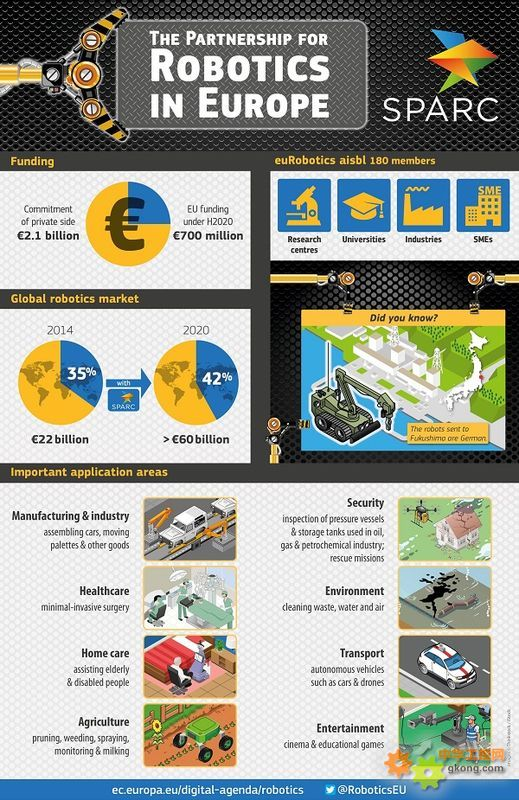 THE PARTNERSHIP FOR
ROBOTICS
IN EUROPE
SPARC
Funding
Commitment
of private side
€2.1 billion
€
EU funding
under H2020
€700 million
euRobotics aisbl 180 members
Research
centres
Universities
Industries
SME
SMEs
Global robotics market
2014
35%
€22 billion
with
SPARC
2020
42%
> €60 billion
Did you know?
The robots sent to
Fukushima are German.
Important application areas
Manufacturing & industry
assembling cars, moving
palettes & other goods
Healthcare
minimal-invasive surgery
Home care
assisting elderly
& disabled people
Agriculture
pruning, weeding, spraying,
monitoring & milking
Security
inspection of pressure vessels
& storage tanks used in oil,
gas & petrochemical industry;
rescue missions
Environment
cleaning waste, water and air
Transport
autonomous vehicles
such as cars & drones
Entertainment
cinema & educational games
gkong.com
ec.europa.eu/digital-agenda/robotics
@RoboticsEU